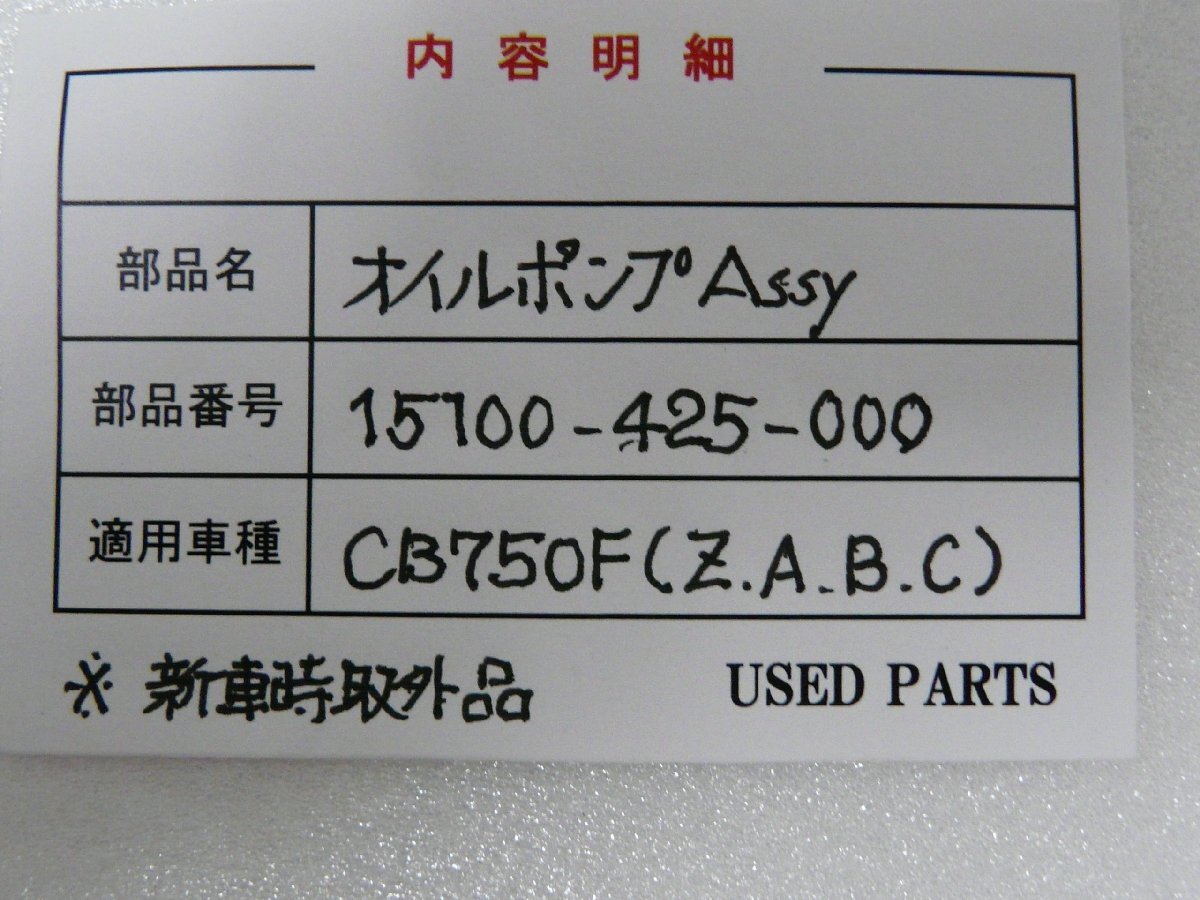 内容明細
部品名 オイルポンプAssy
部品番号 15100-425-000
適用車種 CB750F(Z.A.B.C)
※新車時取外品 USED PARTS